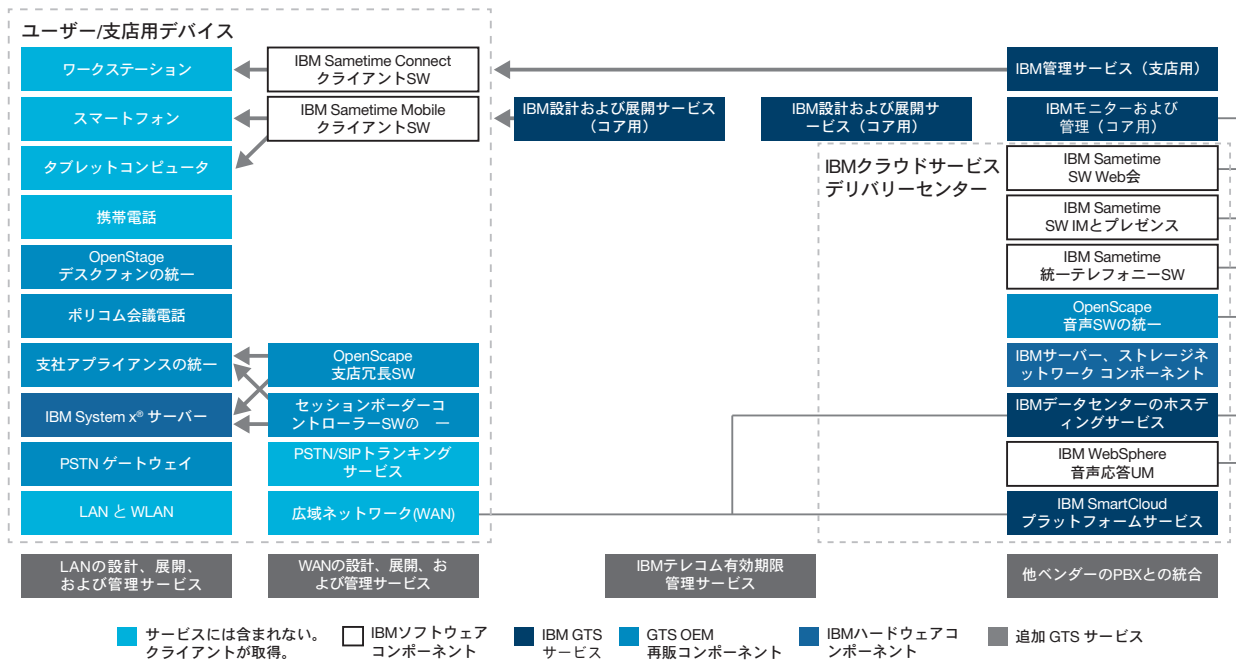 ユーザー/支店用デバイス
ワークステーション
スマートフォン
タブレットコンピュータ
携帯電話
OpenStage
デスクフォンの統一
ポリコム会議電話
支社アプライアンスの統一
IBM System x® サーバー
PSTN ゲートウェイ
LAN と WLAN
LANの設計、展開、
および管理サービス
IBM Sametime Connect
クライアントSW
IBM Sametime Mobile
クライアントSW
OpenScape
支店冗長SW
セッションボーダーコ
ントローラーSWの 一
PSTN/SIPトランキング
サービス
広域ネットワーク(WAN)
WANの設計、展開、お
よび管理サービス
IBM設計および展開サービス
（コア用）
IBM設計および展開サ
ービス（コア用）
IBMテレコム有効期限
管理サービス
IBM管理サービス（支店用）
IBMモニターおよび
管理（コア用）
IBMクラウドサービス
デリバリーセンター
IBM Sametime
SW Web会
IBM Sametime
SW IMとプレゼンス
IBM Sametime
統一テレフォニーSW
OpenScape
音声SWの統一
IBMサーバー、ストレージネ
ットワーク コンポーネント
IBMデータセンターのホスティ
ングサービス
IBM WebSphere
音声応答UM
IBM SmartCloud
プラットフォームサービス
他ベンダーのPBXとの統合
サービスには含まれない。
クライアントが取得。
IBMソフトウェア
コンポーネント
IBM GTS
サービス
GTS OEM
再販コンポーネント
IBMハードウェアコ
ンポーネント
追加 GTS サービス